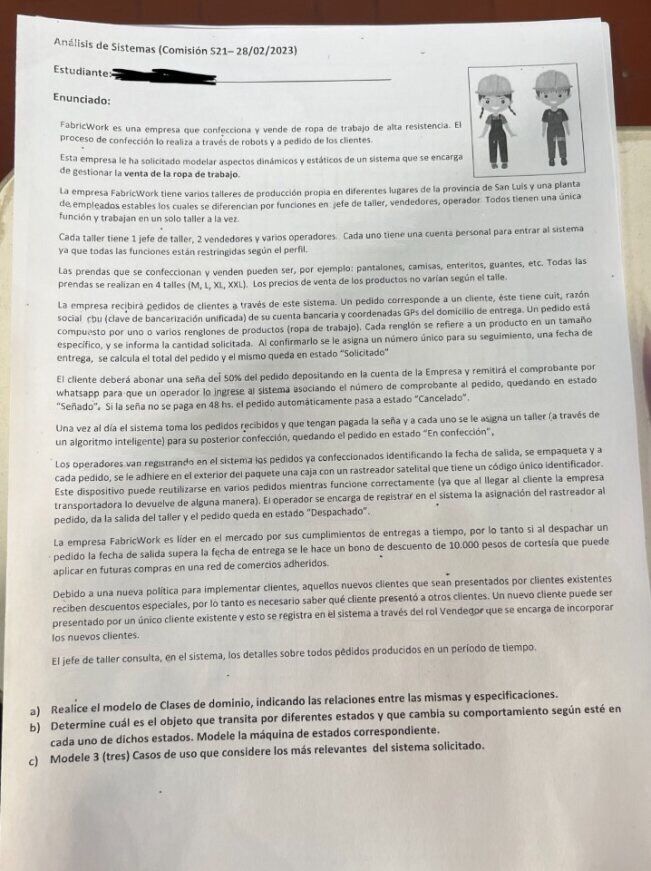 Análisis de Sistemas (Comisión S21– 28/02/2023)
Estudiante:
Enunciado:
FabricWork es una empresa que confecciona y vende de ropa de trabajo de alta resistencia. El
proceso de confección lo realiza a través de robots y a pedido de los clientes.
Esta empresa le ha solicitado modelar aspectos dinámicos y estáticos de un sistema que se encarga
de gestionar la venta de la ropa de trabajo.
La empresa FabricWork tiene varios talleres de producción propia en diferentes lugares de la provincia de San Luis y una planta
de empleados estables los cuales se diferencian por funciones en jefe de taller, vendedores, operador. Todos tienen una única
función y trabajan en un solo taller a la vez.
Cada taller tiene 1 jefe de taller, 2 vendedores y varios operadores. Cada uno tiene una cuenta personal para entrar al sistema
ya que todas las funciones están restringidas según el perfil.
Las prendas que se confeccionan y venden pueden ser, por ejemplo: pantalones, camisas, enteritos, guantes, etc. Todas las
prendas se realizan en 4 talles (M, L, XL, XXL). Los precios de venta de los productos no varían según el talle.
La empresa recibirá pedidos de clientes a través de este sistema. Un pedido corresponde a un cliente, éste tiene cuit, razón
social cbu (clave de bancarización unificada) de su cuenta bancaria y coordenadas GPs del domicilio de entrega. Un pedido está
compuesto por uno o varios renglones de productos (ropa de trabajo). Cada renglón se refiere a un producto en un tamaño
específico, y se informa la cantidad solicitada. Al confirmarlo se le asigna un número único para su seguimiento, una fecha de
entrega, se calcula el total del pedido y el mismo queda en estado "Solicitado"
El cliente deberá abonar una seña del 50% del pedido depositando en la cuenta de la Empresa y remitirá el comprobante por
whatsapp para que un operador lo ingrese al sistema asociando el número de comprobante al pedido, quedando en estado
"Señado". Si la seña no se paga en 48 hs. el pedido automáticamente pasa a estado "Cancelado".
Una vez al día el sistema toma los pedidos recibidos y que tengan pagada la seña y a cada uno se le asigna un taller (a través de
un algoritmo inteligente) para su posterior confección, quedando el pedido en estado "En confección".
Los operadores van registrando en el sistema los pedidos ya confeccionados identificando la fecha de salida, se empaqueta y a
cada pedido, se le adhiere en el exterior del paquete una caja con un rastreador satelital que tiene un código único identificador.
Este dispositivo puede reutilizarse en varios pedidos mientras funcione correctamente (ya que al llegar al cliente la empresa
transportadora lo devuelve de alguna manera). El operador se encarga de registrar en el sistema la asignación del rastreador al
pedido, da la salida del taller y el pedido queda en estado "Despachado".
La empresa FabricWork es líder en el mercado por sus cumplimientos de entregas a tiempo, por lo tanto si al despachar un
pedido la fecha de salida supera la fecha de entrega se le hace un bono de descuento de 10.000 pesos de cortesía que puede
aplicar en futuras compras en una red de comercios adheridos.
Debido a una nueva política para implementar clientes, aquellos nuevos clientes que sean presentados por clientes existentes
reciben descuentos especiales, por lo tanto es necesario saber qué cliente presentó a otros clientes. Un nuevo cliente puede ser
presentado por un único cliente existente y esto se registra en el sistema a través del rol Vendedor que se encarga de incorporar
los nuevos clientes.
El jefe de taller consulta, en el sistema, los detalles sobre todos pedidos producidos en un período de tiempo.
a) Realice el modelo de Clases de dominio, indicando las relaciones entre las mismas y especificaciones.
b) Determine cuál es el objeto que transita por diferentes estados y que cambia su comportamiento según esté en
cada uno de dichos estados. Modele la máquina de estados correspondiente.
c) Modele 3 (tres) Casos de uso que considere los más relevantes del sistema solicitado.